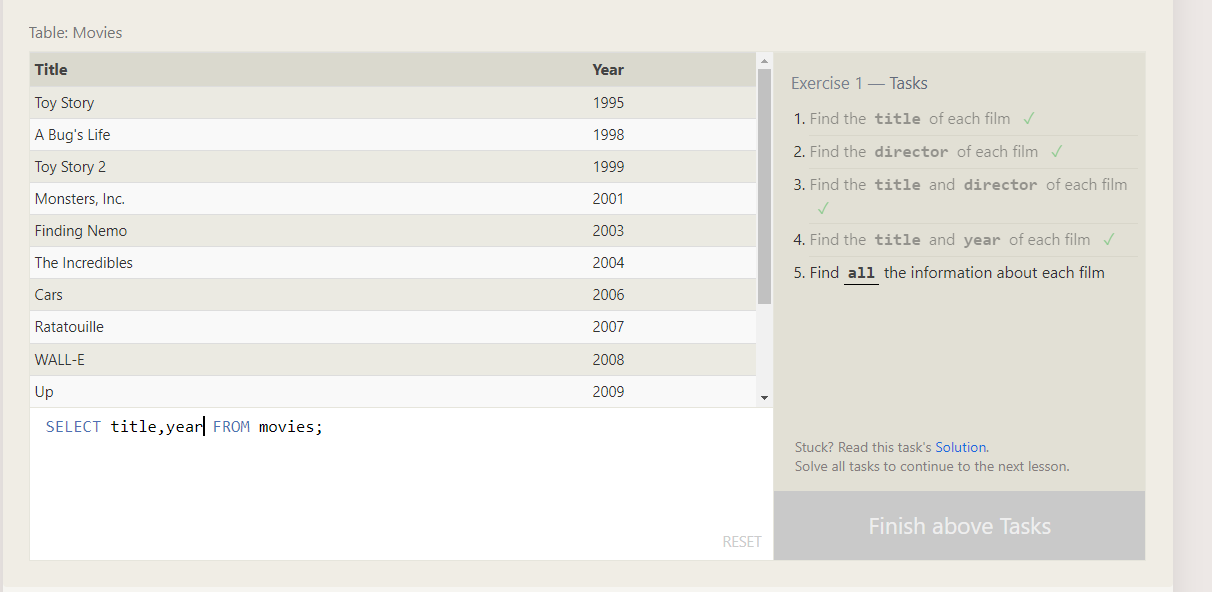 Table: Movies
Title Year
Toy Story 1995
A Bug's Life 1998
Toy Story 2 1999
Monsters, Inc. 2001
Finding Nemo 2003
The Incredibles 2004
Cars 2006
Ratatouille 2007
WALL-E 2008
Up 2009
SELECT title,year FROM movies;
RESET
Exercise 1 — Tasks
1. Find the title of each film ✓
2. Find the director of each film ✓
3. Find the title and director of each film
✓
4. Find the title and year of each film ✓
5. Find all the information about each film
Stuck? Read this task's Solution.
Solve all tasks to continue to the next lesson.
Finish above Tasks